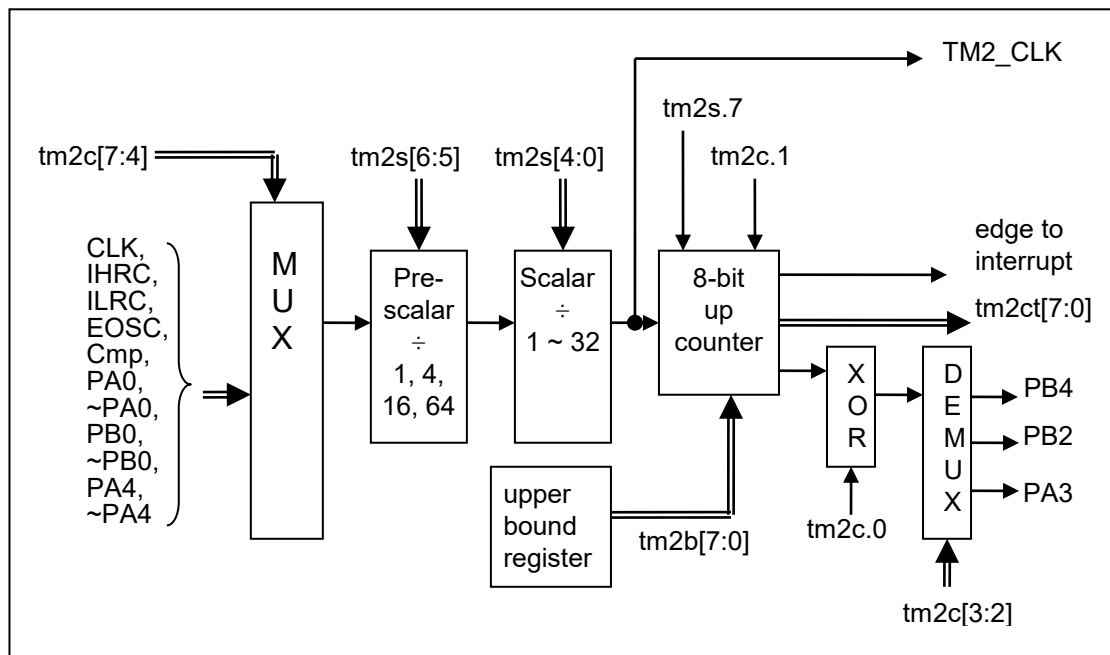 TM2_CLK
tm2s.7
tm2c[7:4]
tm2s[6:5]
tm2s[4:0]
tm2c.1
CLK,
IHRC,
ILRC,
EOSC,
Cmp,
PA0,
~PA0,
PB0,
~PB0,
PA4,
~PA4
M
U
X
Pre-
scalar
÷
1, 4,
16, 64
Scalar
÷
1 ~ 32
8-bit
up
counter
edge to
interrupt
tm2ct[7:0]
X
O
R
D
E
M
U
X
PB4
PB2
PA3
upper
bound
register
tm2b[7:0]
tm2c.0
tm2c[3:2]